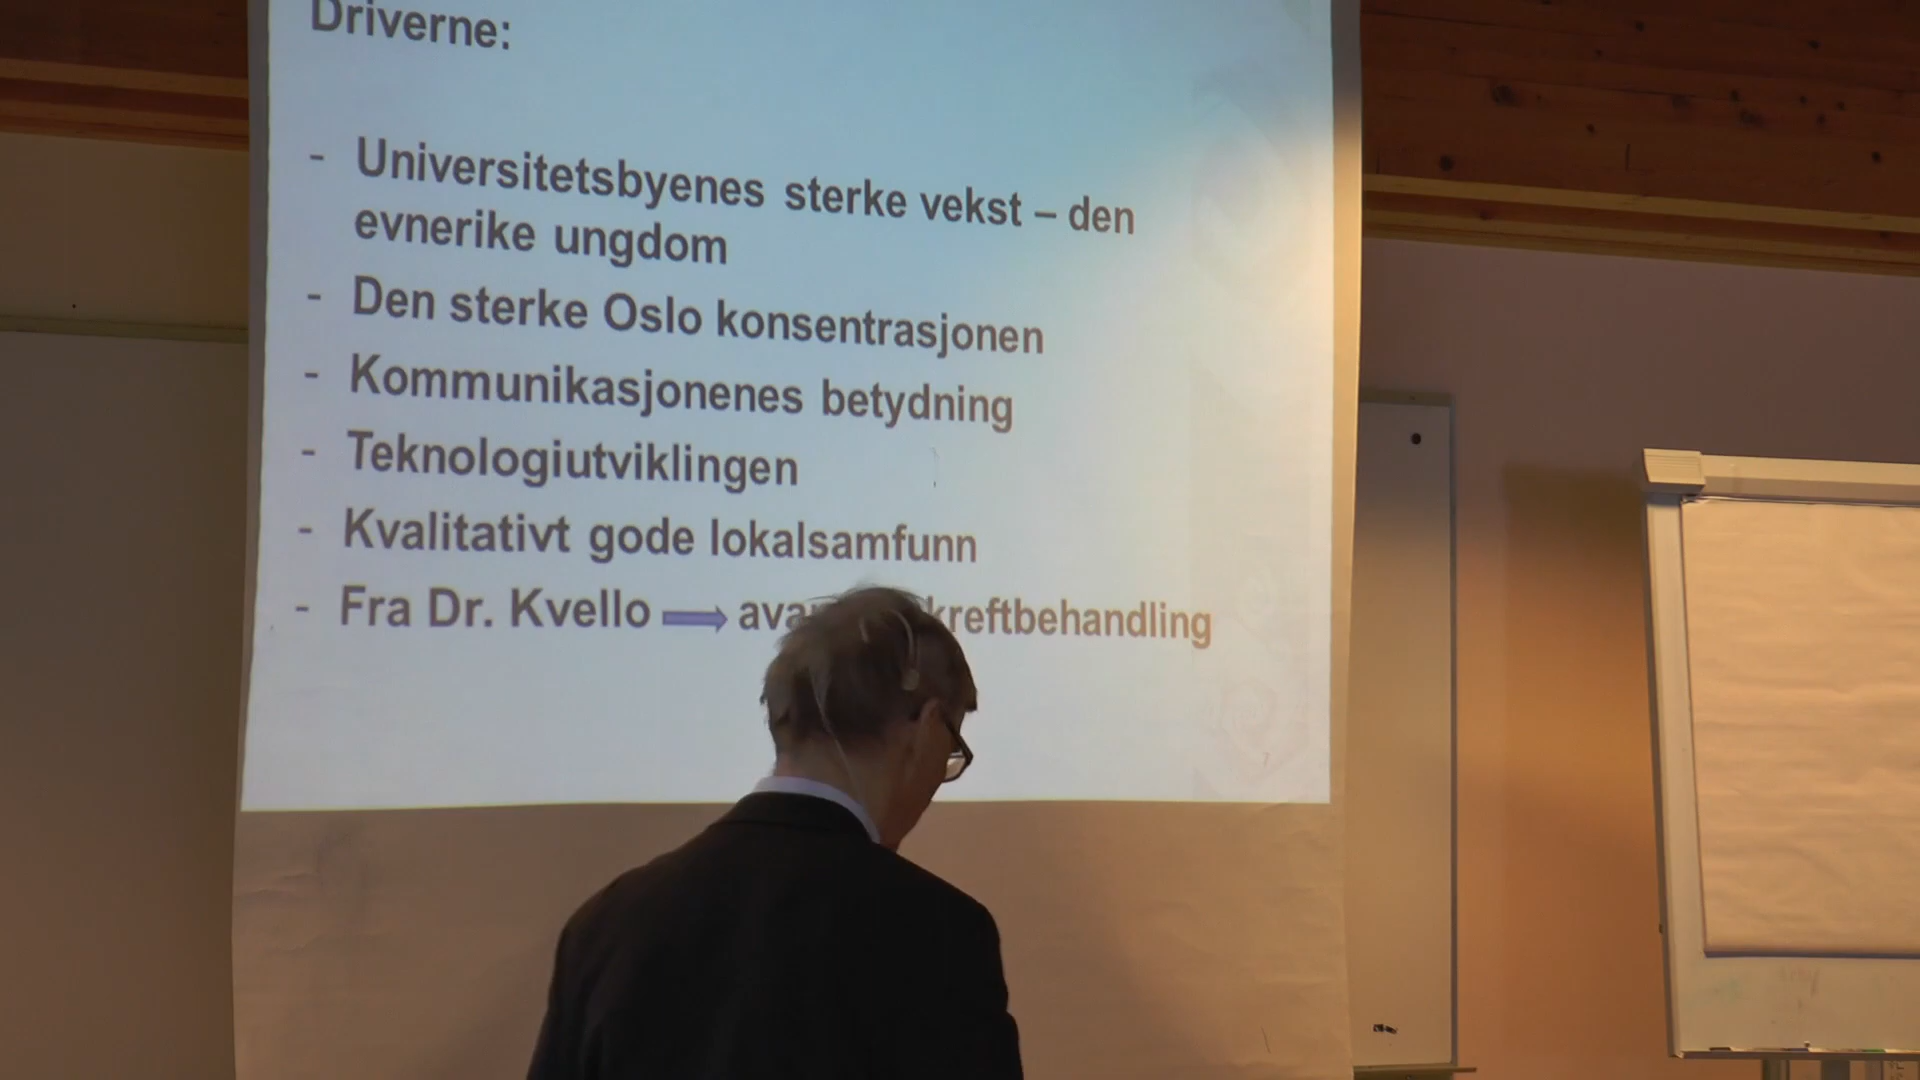 Driverne:
- Universitetsbyenes sterke vekst – den
evnerike ungdom
- Den sterke Oslo konsentrasjonen
- Kommunikasjonenes betydning
- Teknologiutviklingen
- Kvalitativt gode lokalsamfunn
- Fra Dr. Kvello → kreftbehandling